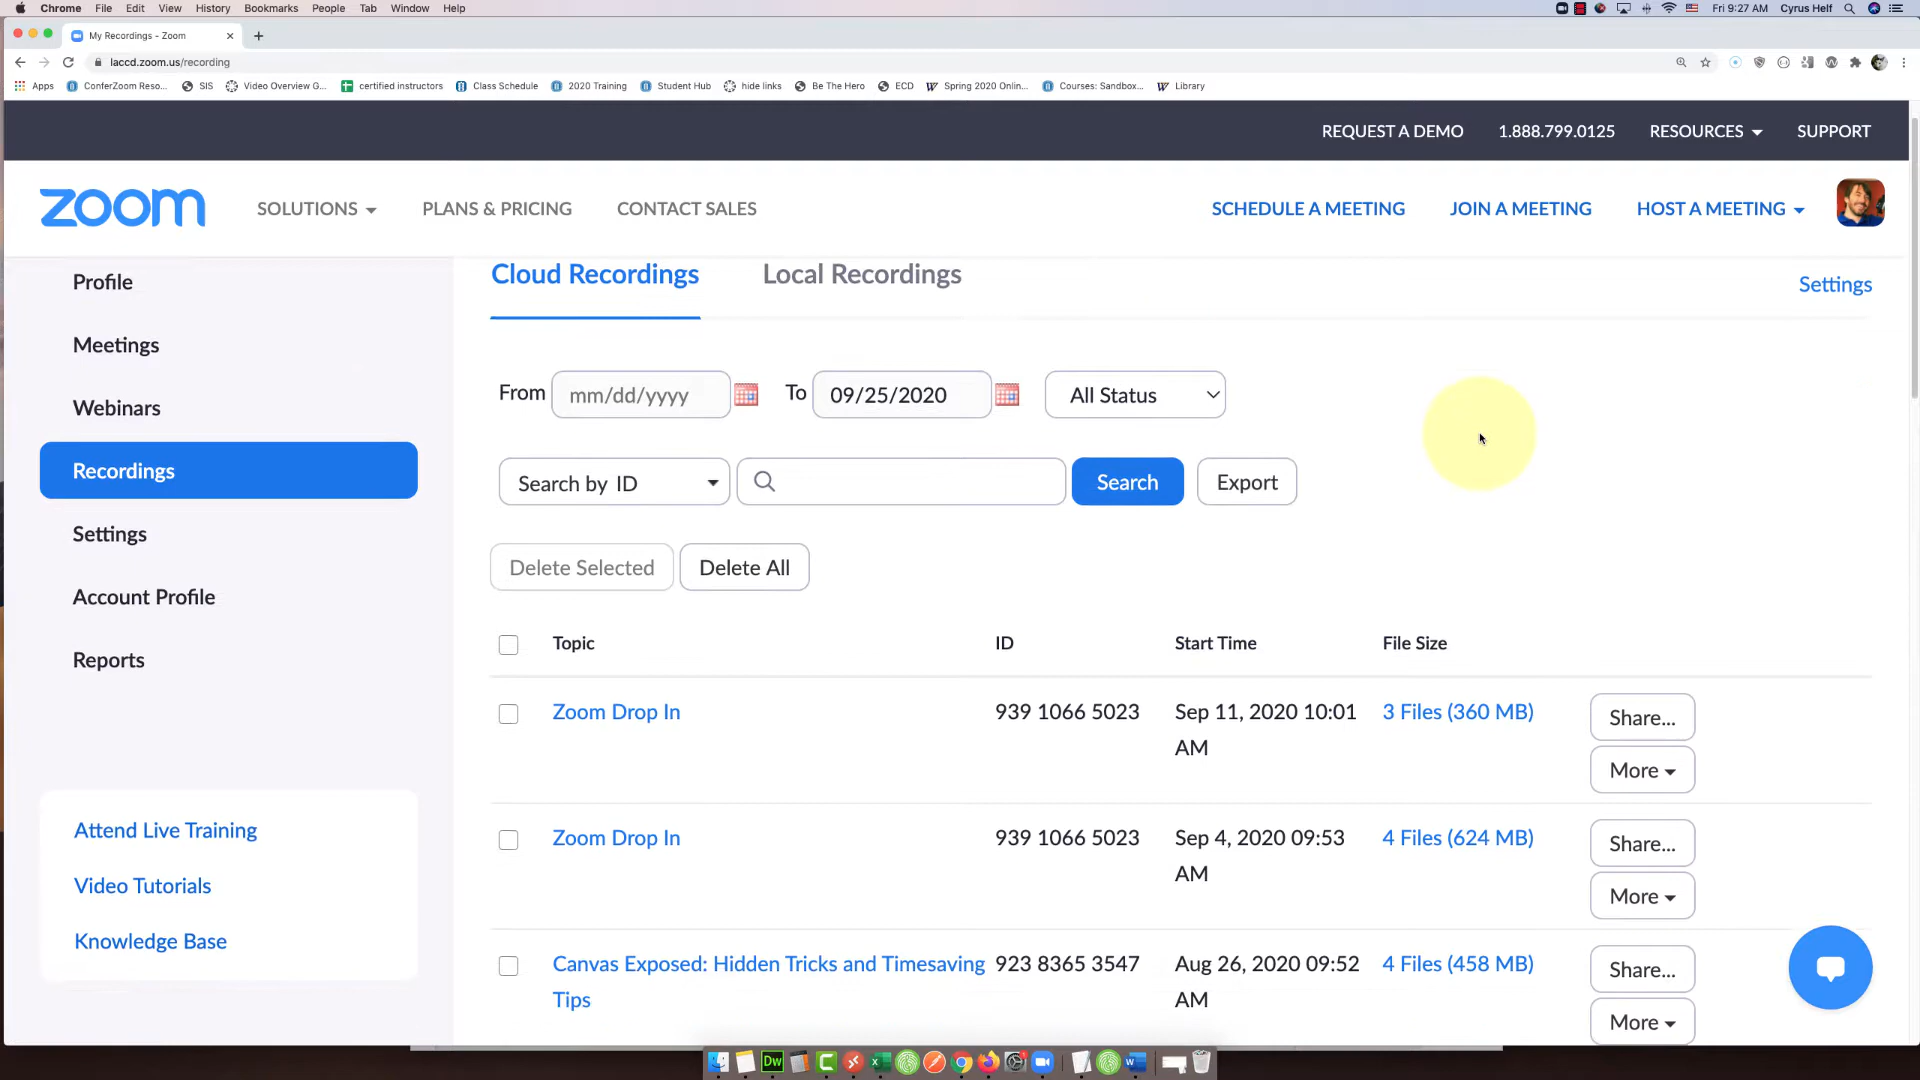 Chrome File Edit View History Bookmarks People Tab Window Help Fri 9:27 AM Cyrus Helf
My Recordings - Zoom
laccd.zoom.us/recording
Apps ConferZoom Reso... SIS Video Overview G... certified instructors Class Schedule 2020 Training Student Hub hide links Be The Hero ECD Spring 2020 Onlin... Courses: Sandbox... Library
REQUEST A DEMO 1.888.799.0125 RESOURCES SUPPORT
zoom SOLUTIONS PLANS & PRICING CONTACT SALES SCHEDULE A MEETING JOIN A MEETING HOST A MEETING
Profile
Meetings
Webinars
Recordings
Settings
Account Profile
Reports
Attend Live Training
Video Tutorials
Knowledge Base
Cloud Recordings Local Recordings Settings
From mm/dd/yyyy To 09/25/2020 All Status
Search by ID Search Export
Delete Selected Delete All
Topic ID Start Time File Size
Zoom Drop In 939 1066 5023 Sep 11, 2020 10:01 3 Files (360 MB) Share...
AM More
Zoom Drop In 939 1066 5023 Sep 4, 2020 09:53 4 Files (624 MB) Share...
AM More
Canvas Exposed: Hidden Tricks and Timesaving 923 8365 3547 Aug 26, 2020 09:52 4 Files (458 MB) Share...
Tips AM More
Dw